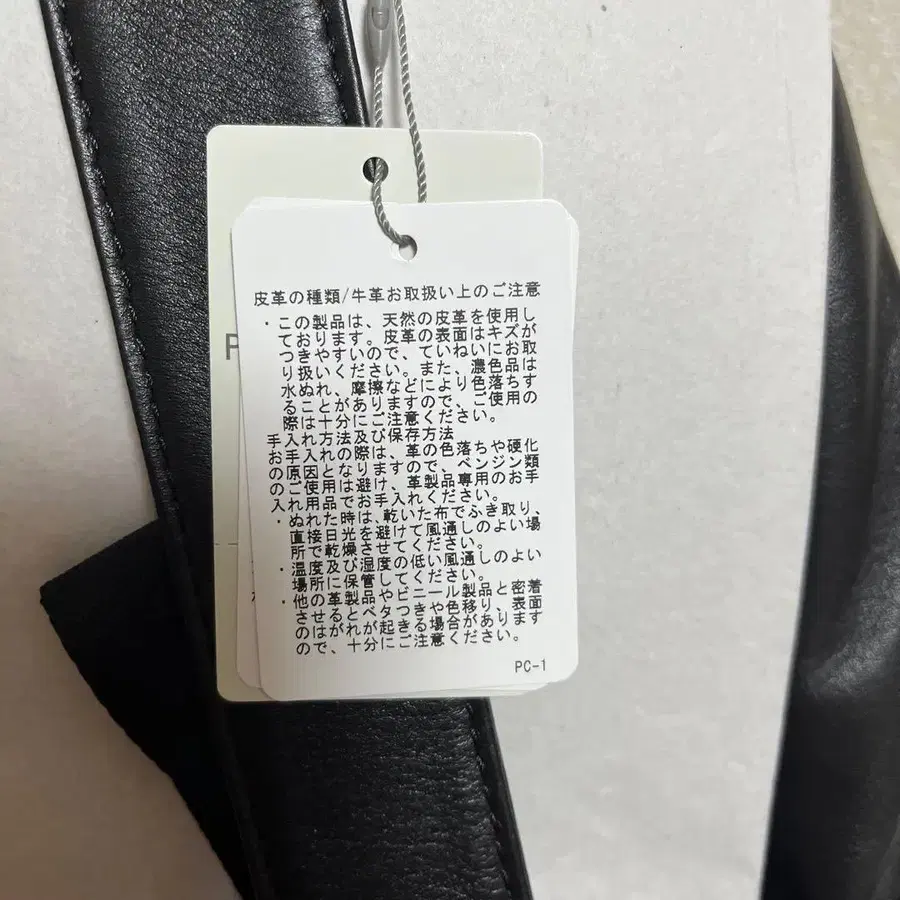 皮革の種類/牛革お取扱い上のご注意
・この製品は、天然の皮革を使用し
ております。皮革の表面はキズが
つきやすいので、ていねいにお取
り扱いください。また、濃色品は
水ぬれ、摩擦などにより色落ちす
ることがありますので、ご使用の
際は十分にご注意ください。
手入れ方法及び保存方法
お手入れの際は、革の色落ちや硬化
の原因となりますので、ベンジン類
のご使用は避け、革製品専用のお手
入れ用品でお手入れください。
・ぬれた時は、乾いた布でふき取り、
直接日光を避けて風通しのよい場
所で乾燥させてください。
・温度及び湿度の低い風通しのよい
場所に保管してください。
・他の革製品やビニール製品と密着
させるとベタつきや色移り、表面
のはがれが起きる場合があります
ので、十分にご注意ください。
PC-1